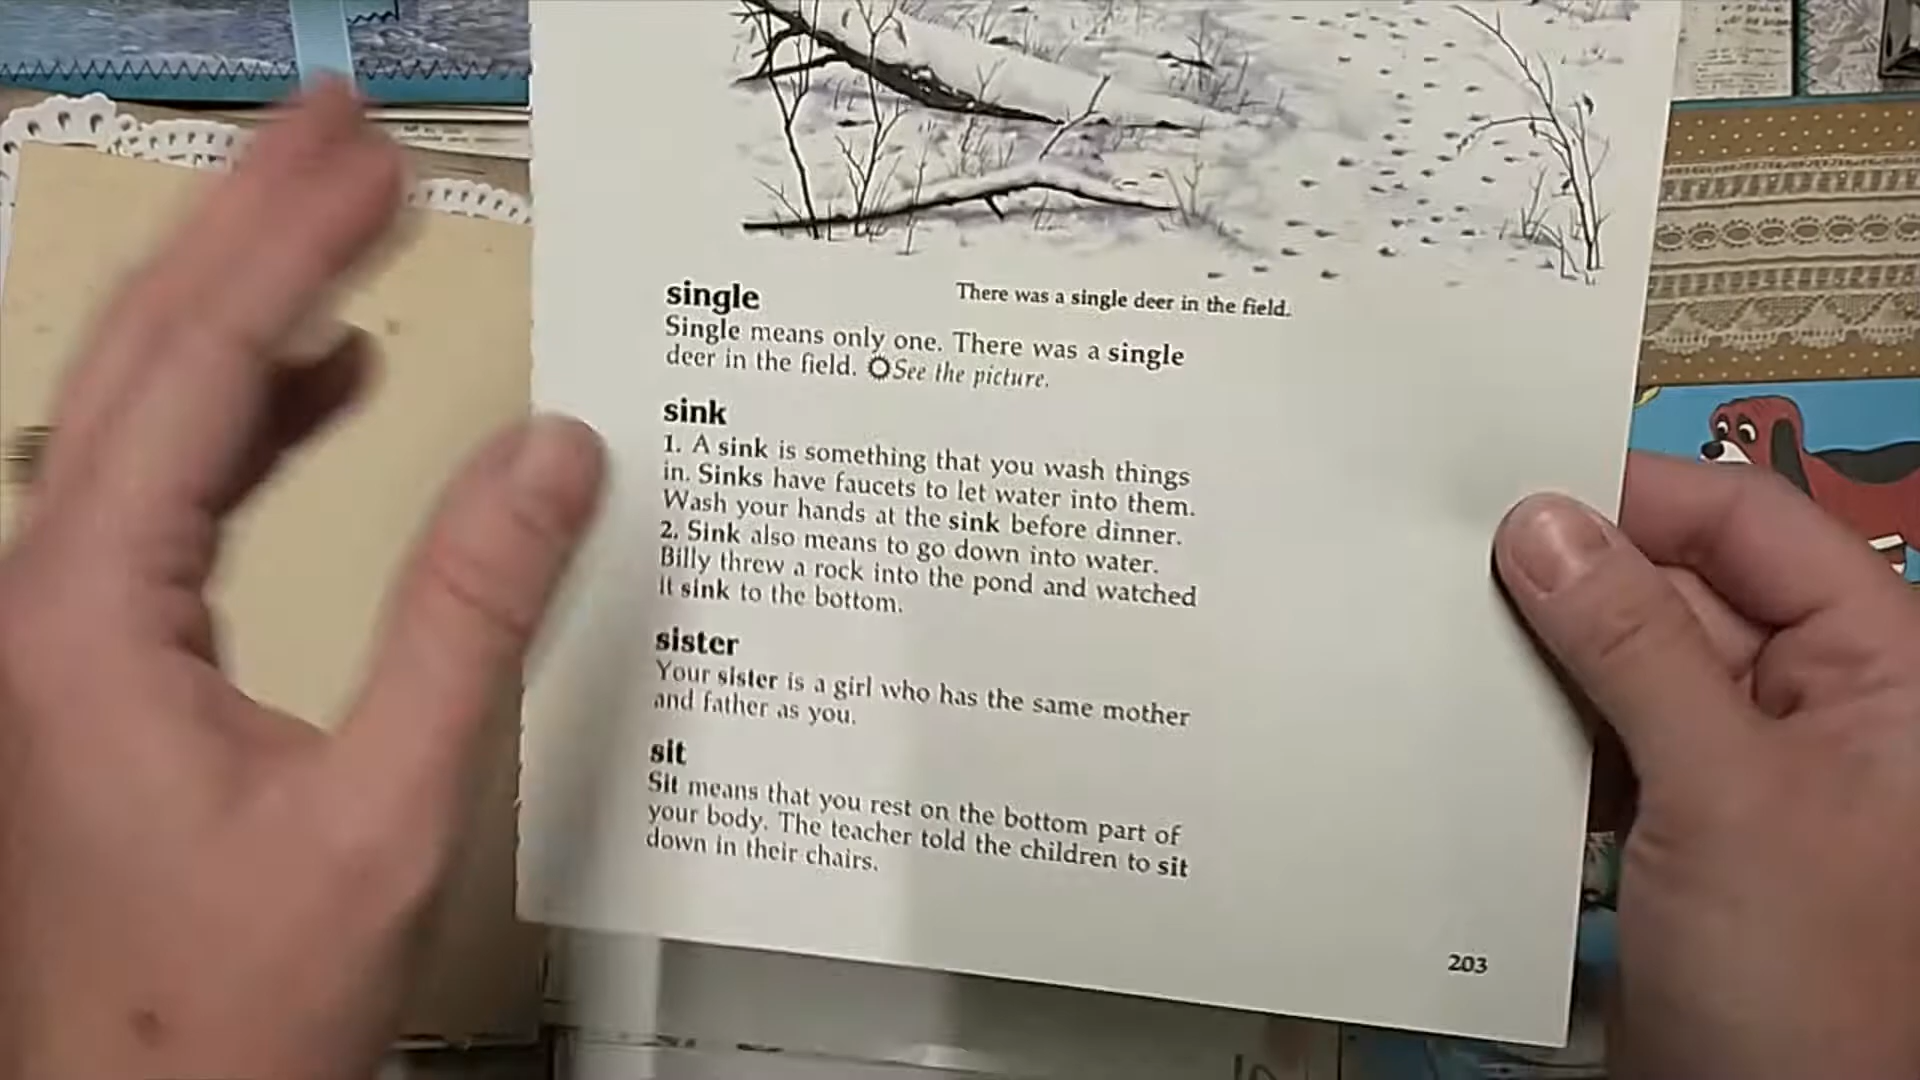 There was a single deer in the field.
single
Single means only one. There was a single
deer in the field. See the picture.
sink
1. A sink is something that you wash things
in. Sinks have faucets to let water into them.
Wash your hands at the sink before dinner.
2. Sink also means to go down into water.
Billy threw a rock into the pond and watched
it sink to the bottom.
sister
Your sister is a girl who has the same mother
and father as you.
sit
Sit means that you rest on the bottom part of
your body. The teacher told the children to sit
down in their chairs.
203